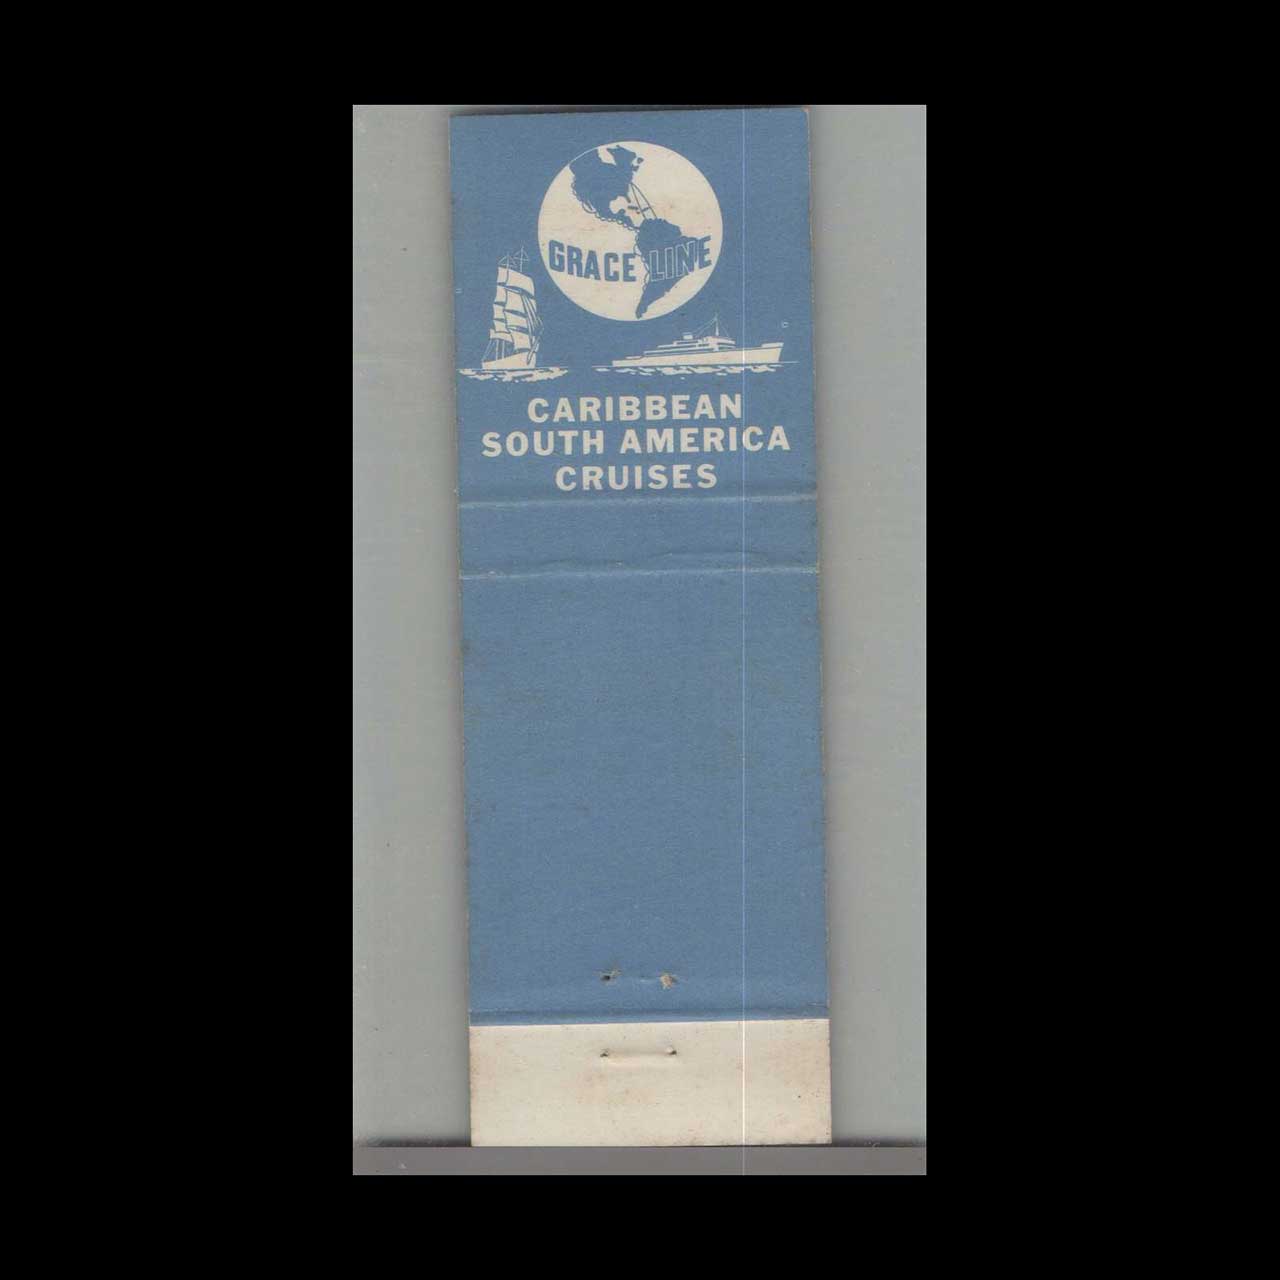 GRACE LINE
CARIBBEAN
SOUTH AMERICA
CRUISES